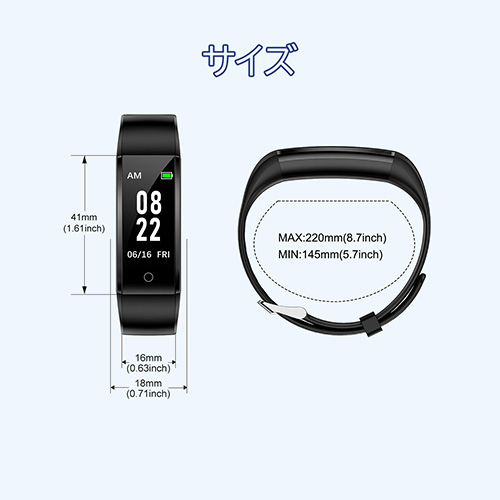 サイズ
AM
08
22
06/16 FRI
41mm
(1.61inch)
16mm
(0.63inch)
18mm
(0.71inch)
MAX:220mm(8.7inch)
MIN:145mm(5.7inch)